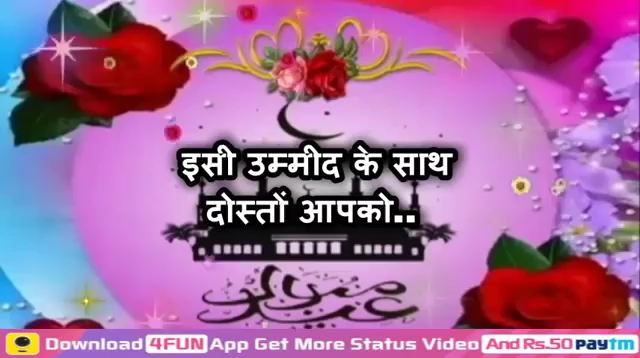 इसी उम्मीद के साथ
दोस्तों आपको..
عيد مبارك
Download 4FUN App Get More Status Video And Rs.50 Paytm